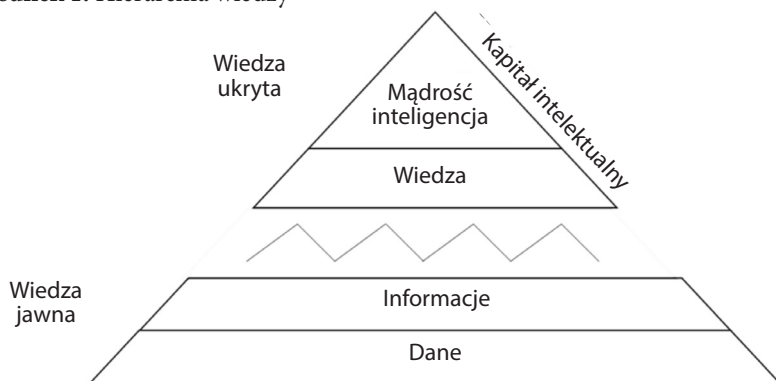 Wiedza
ukryta
Mądrość
inteligencja
Kapitał intelektualny
Wiedza
Wiedza
jawna
Informacje
Dane